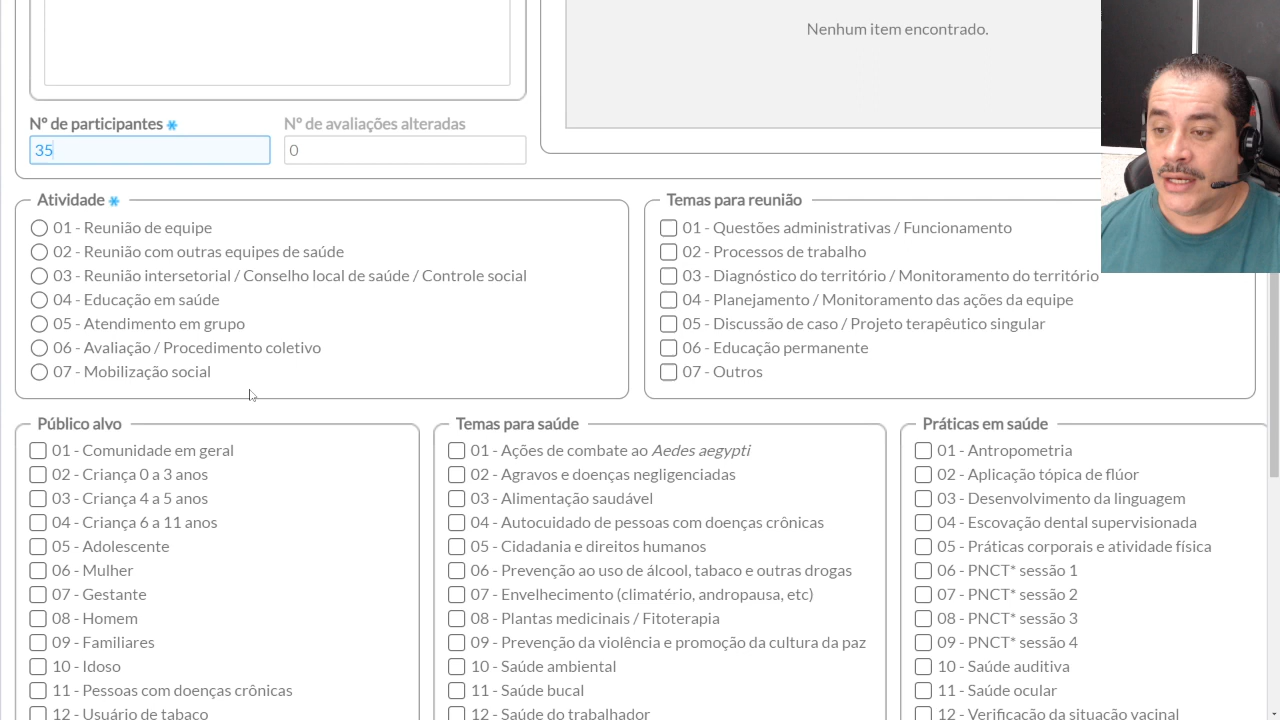 Nenhum item encontrado.
Nº de participantes *
Nº de avaliações alteradas
35
0
Atividade *
01 - Reunião de equipe
02 - Reunião com outras equipes de saúde
03 - Reunião intersetorial / Conselho local de saúde / Controle social
04 - Educação em saúde
05 - Atendimento em grupo
06 - Avaliação / Procedimento coletivo
07 - Mobilização social
Temas para reunião
01 - Questões administrativas / Funcionamento
02 - Processos de trabalho
03 - Diagnóstico do território / Monitoramento do território
04 - Planejamento / Monitoramento das ações da equipe
05 - Discussão de caso / Projeto terapêutico singular
06 - Educação permanente
07 - Outros
Público alvo
01 - Comunidade em geral
02 - Criança 0 a 3 anos
03 - Criança 4 a 5 anos
04 - Criança 6 a 11 anos
05 - Adolescente
06 - Mulher
07 - Gestante
08 - Homem
09 - Familiares
10 - Idoso
11 - Pessoas com doenças crônicas
12 - Usuário de tabaco
Temas para saúde
01 - Ações de combate ao Aedes aegypti
02 - Agravos e doenças negligenciadas
03 - Alimentação saudável
04 - Autocuidado de pessoas com doenças crônicas
05 - Cidadania e direitos humanos
06 - Prevenção ao uso de álcool, tabaco e outras drogas
07 - Envelhecimento (climatério, andropausa, etc)
08 - Plantas medicinais / Fitoterapia
09 - Prevenção da violência e promoção da cultura da paz
10 - Saúde ambiental
11 - Saúde bucal
12 - Saúde do trabalhador
Práticas em saúde
01 - Antropometria
02 - Aplicação tópica de flúor
03 - Desenvolvimento da linguagem
04 - Escovação dental supervisionada
05 - Práticas corporais e atividade física
06 - PNCT* sessão 1
07 - PNCT* sessão 2
08 - PNCT* sessão 3
09 - PNCT* sessão 4
10 - Saúde auditiva
11 - Saúde ocular
12 - Verificação da situação vacinal